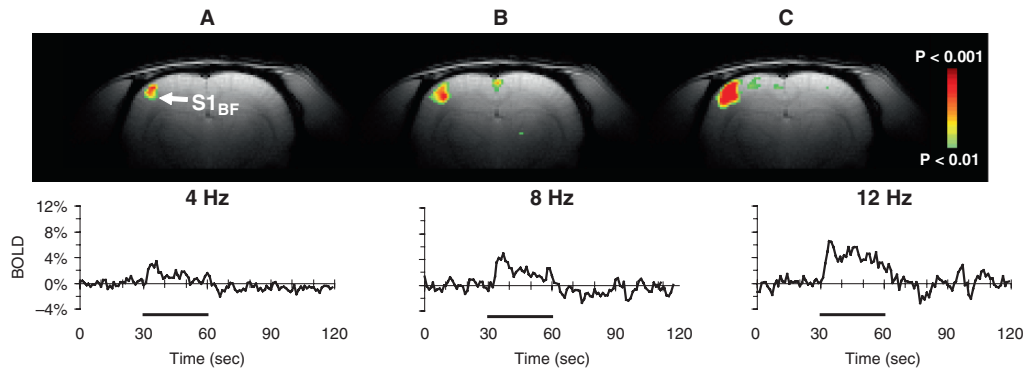 A B C
P < 0.001
S1BF
P < 0.01
4 Hz 8 Hz 12 Hz
12%
8%
4%
0%
–4%
BOLD
0 30 60 90 120 0 30 60 90 120 0 30 60 90 120
Time (sec) Time (sec) Time (sec)